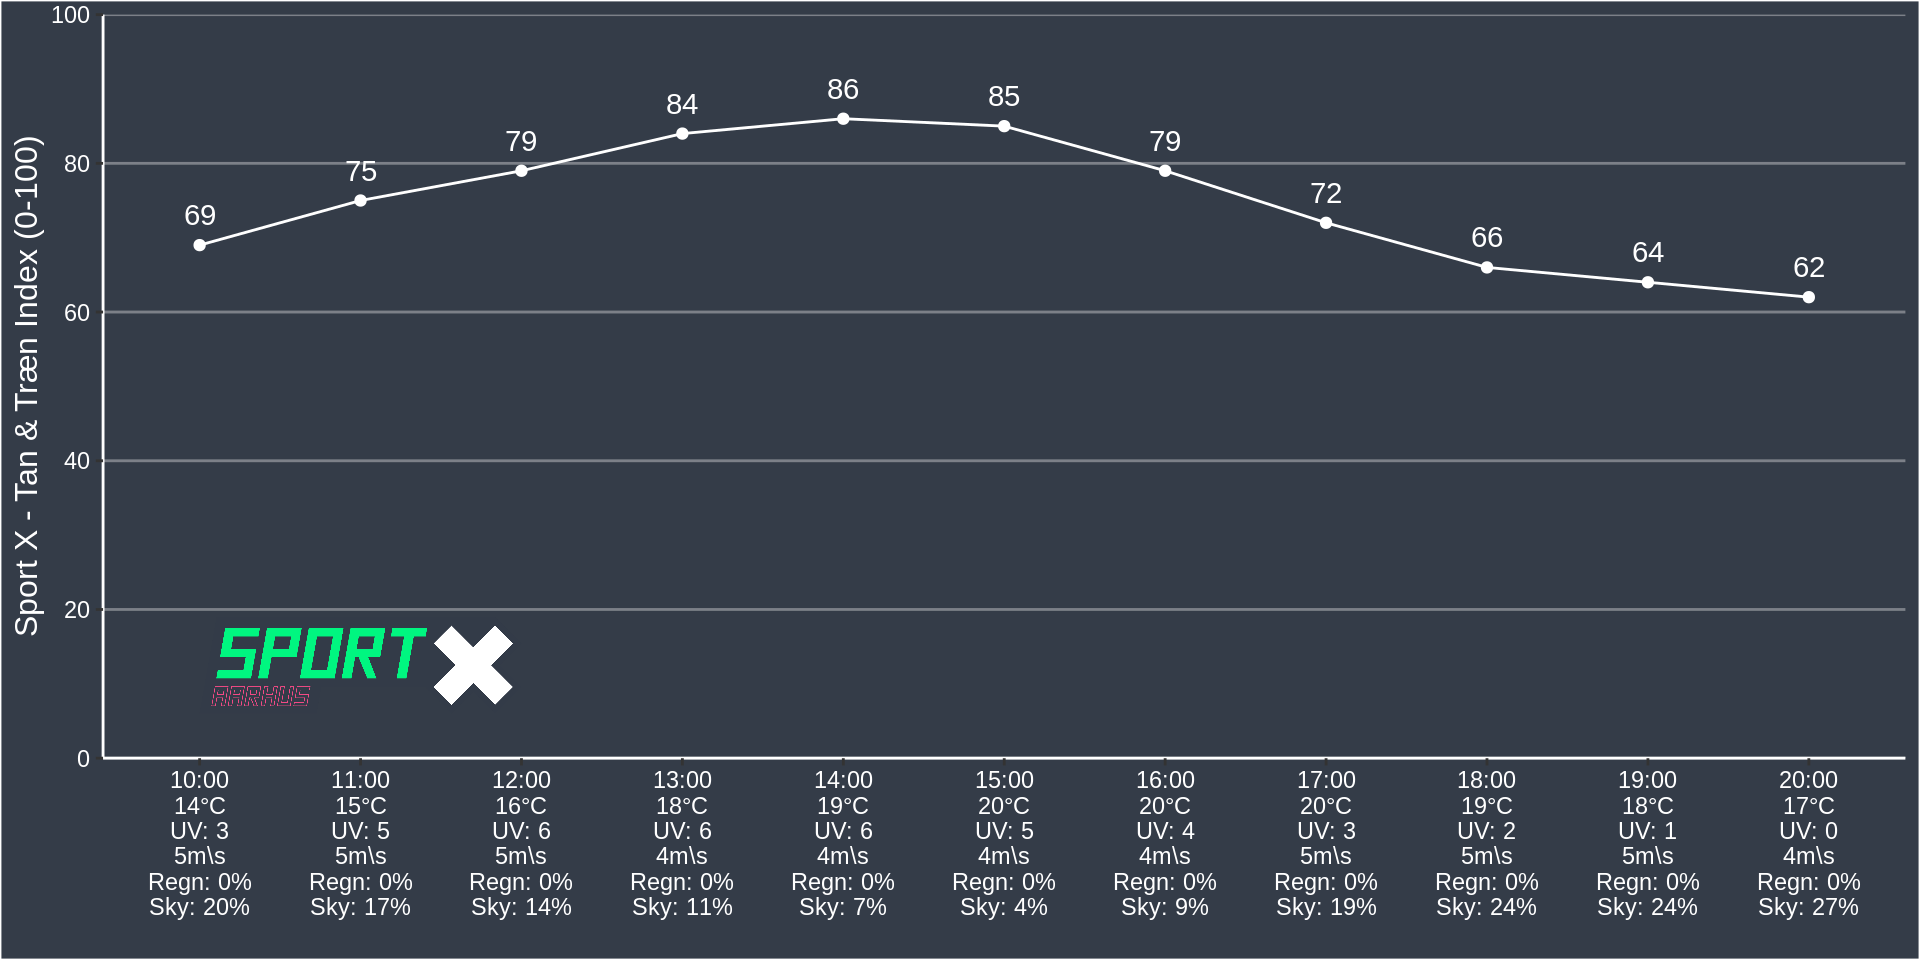 Sport X - Tan & Træn Index (0-100)
100
80
60
40
20
0
69
75
79
84
86
85
79
72
66
64
62
SPORT X
AARHUS
10:00 11:00 12:00 13:00 14:00 15:00 16:00 17:00 18:00 19:00 20:00
14°C 15°C 16°C 18°C 19°C 20°C 20°C 20°C 19°C 18°C 17°C
UV: 3 UV: 5 UV: 6 UV: 6 UV: 6 UV: 5 UV: 4 UV: 3 UV: 2 UV: 1 UV: 0
5m\s 5m\s 5m\s 4m\s 4m\s 4m\s 4m\s 5m\s 5m\s 5m\s 4m\s
Regn: 0% Regn: 0% Regn: 0% Regn: 0% Regn: 0% Regn: 0% Regn: 0% Regn: 0% Regn: 0% Regn: 0% Regn: 0%
Sky: 20% Sky: 17% Sky: 14% Sky: 11% Sky: 7% Sky: 4% Sky: 9% Sky: 19% Sky: 24% Sky: 24% Sky: 27%